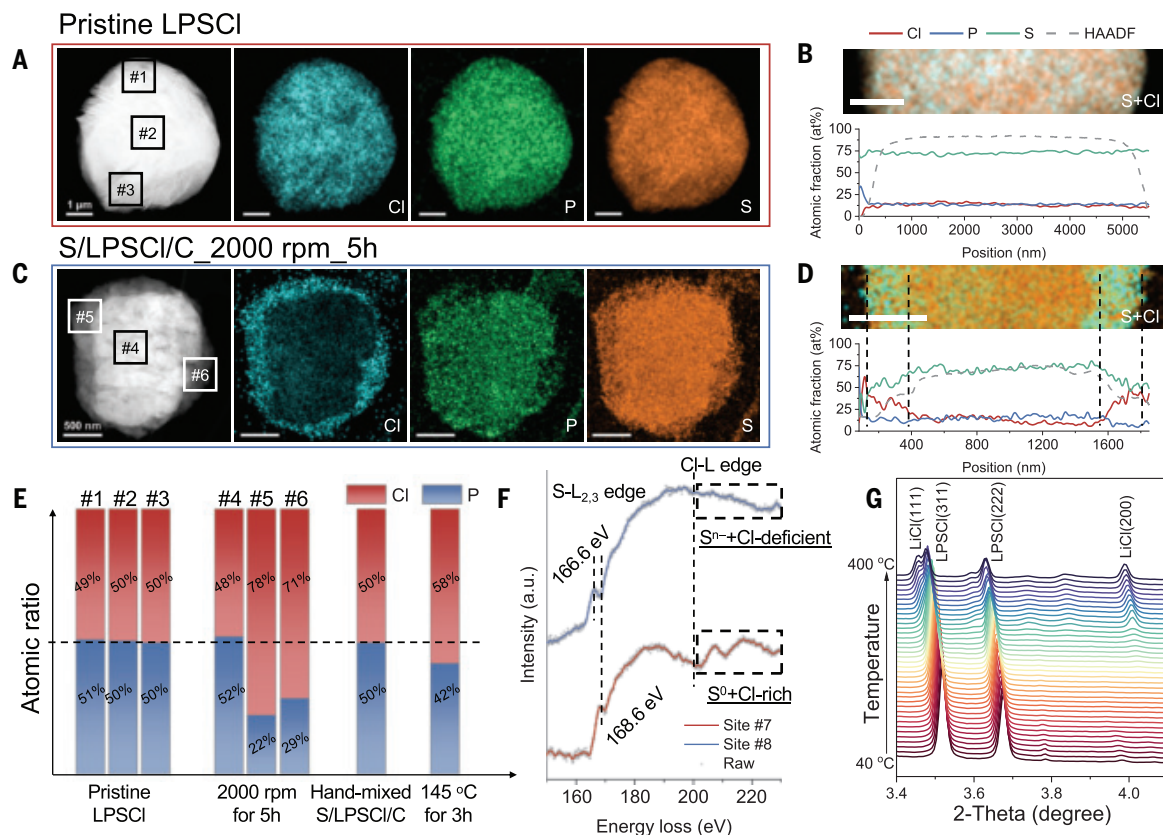 Pristine LPSCl
A
#1
#2
#3
1 μm
Cl
P
S
B
Cl P S HAADF
S+Cl
Atomic fraction (at%)
100
75
50
25
0
0 1000 2000 3000 4000 5000
Position (nm)
S/LPSCl/C_2000 rpm_5h
C
#5
#4
#6
500 nm
Cl
P
S
D
S+Cl
Atomic fraction (at%)
100
75
50
25
0
400 800 1200 1600
Position (nm)
E
Atomic ratio
#1 #2 #3 #4 #5 #6
Cl P
49% 50% 50% 48% 78% 71% 50% 58%
51% 50% 50% 52% 22% 29% 50% 42%
Pristine
LPSCl
2000 rpm
for 5h
Hand-mixed
S/LPSCl/C
145 °C
for 3h
F
Intensity (a.u.)
Cl-L edge
S-L2,3 edge
166.6 eV
Sn−+Cl-deficient
S0+Cl-rich
168.6 eV
Site #7
Site #8
Raw
150 160 170 180 190 200 210 220
Energy loss (eV)
G
LiCl(111)
LPSCl(311)
LPSCl(222)
LiCl(200)
400 °C
Temperature
40 °C
3.4 3.6 3.8 4.0
2-Theta (degree)